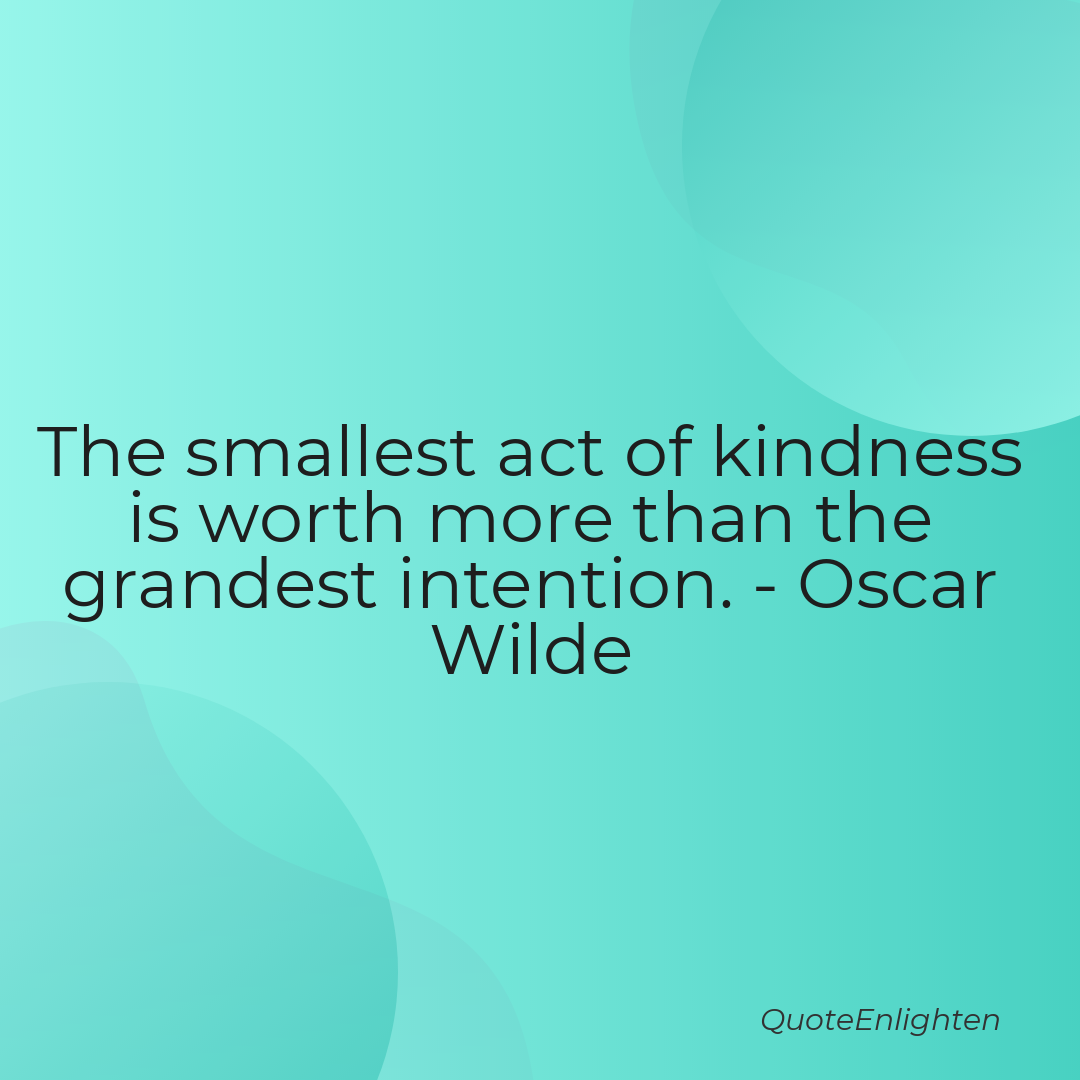 The smallest act of kindness
is worth more than the
grandest intention. - Oscar
Wilde
QuoteEnlighten